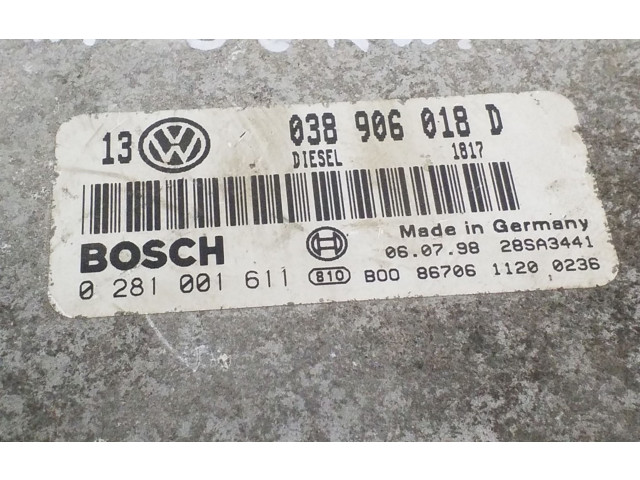 13 VW 038 906 018 D
DIESEL 1817
BOSCH Made in Germany
06.07.98 28SA3441
0 281 001 611 810 B00 86706 1120 0236